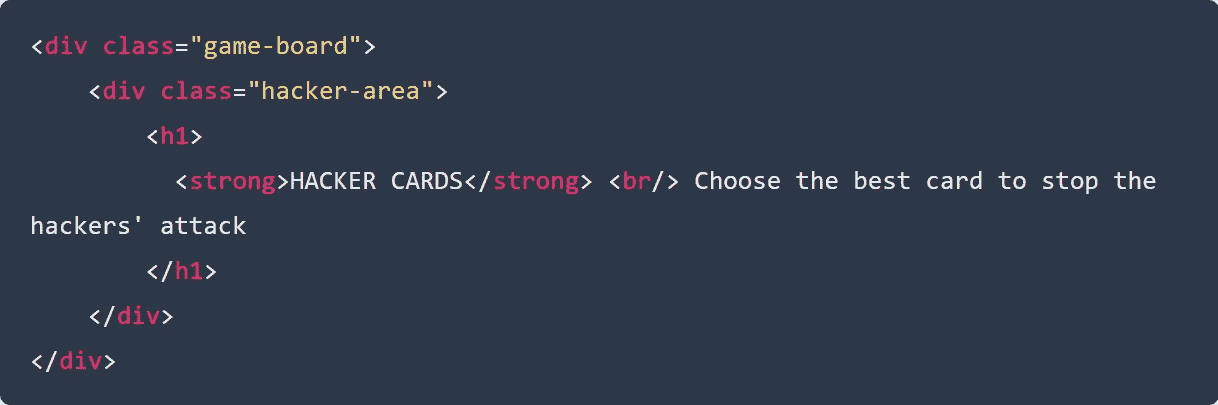 <div class="game-board">
    <div class="hacker-area">
        <h1>
          <strong>HACKER CARDS</strong> <br/> Choose the best card to stop the
hackers' attack
        </h1>
    </div>
</div>